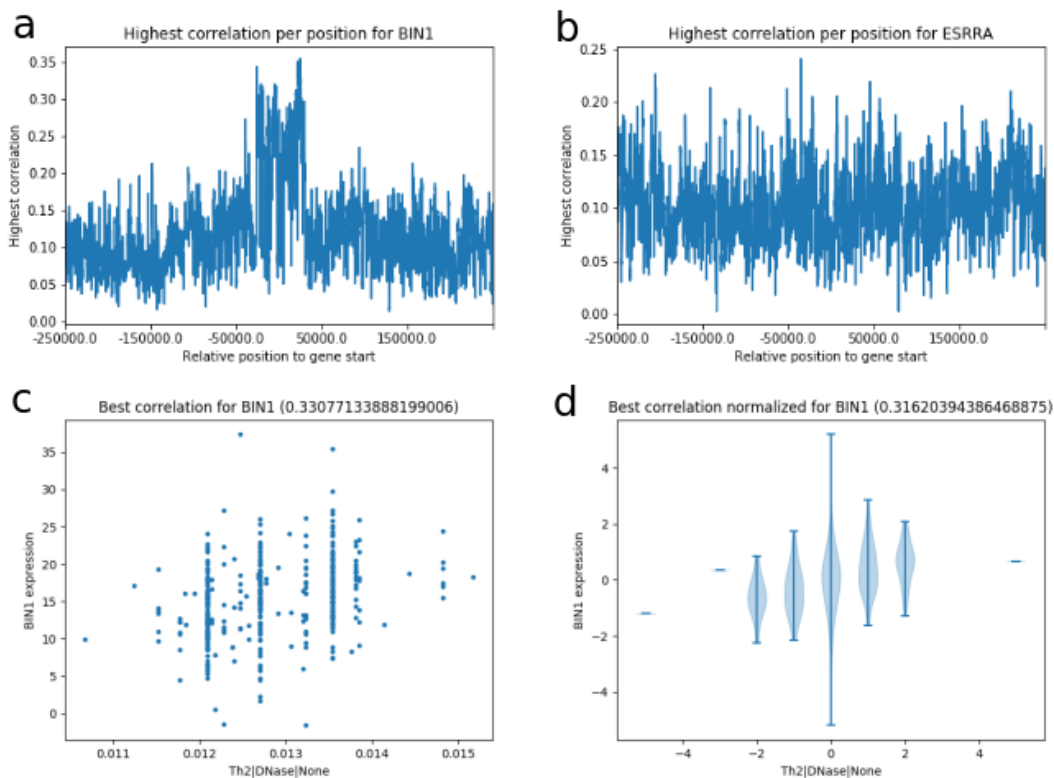 a
Highest correlation per position for BIN1
0.35
0.30
0.25
0.20
0.15
0.10
0.05
0.00
Highest correlation
-250000.0 -150000.0 -50000.0 50000.0 150000.0
Relative position to gene start
b
Highest correlation per position for ESRRA
0.25
0.20
0.15
0.10
0.05
0.00
Highest correlation
-250000.0 -150000.0 -50000.0 50000.0 150000.0
Relative position to gene start
c
Best correlation for BIN1 (0.33077133888199006)
35
30
25
20
15
10
5
0
BIN1 expression
0.011 0.012 0.013 0.014 0.015
Th2|DNase|None
d
Best correlation normalized for BIN1 (0.31620394386468875)
4
2
0
−2
−4
BIN1 expression
−4 −2 0 2 4
Th2|DNase|None